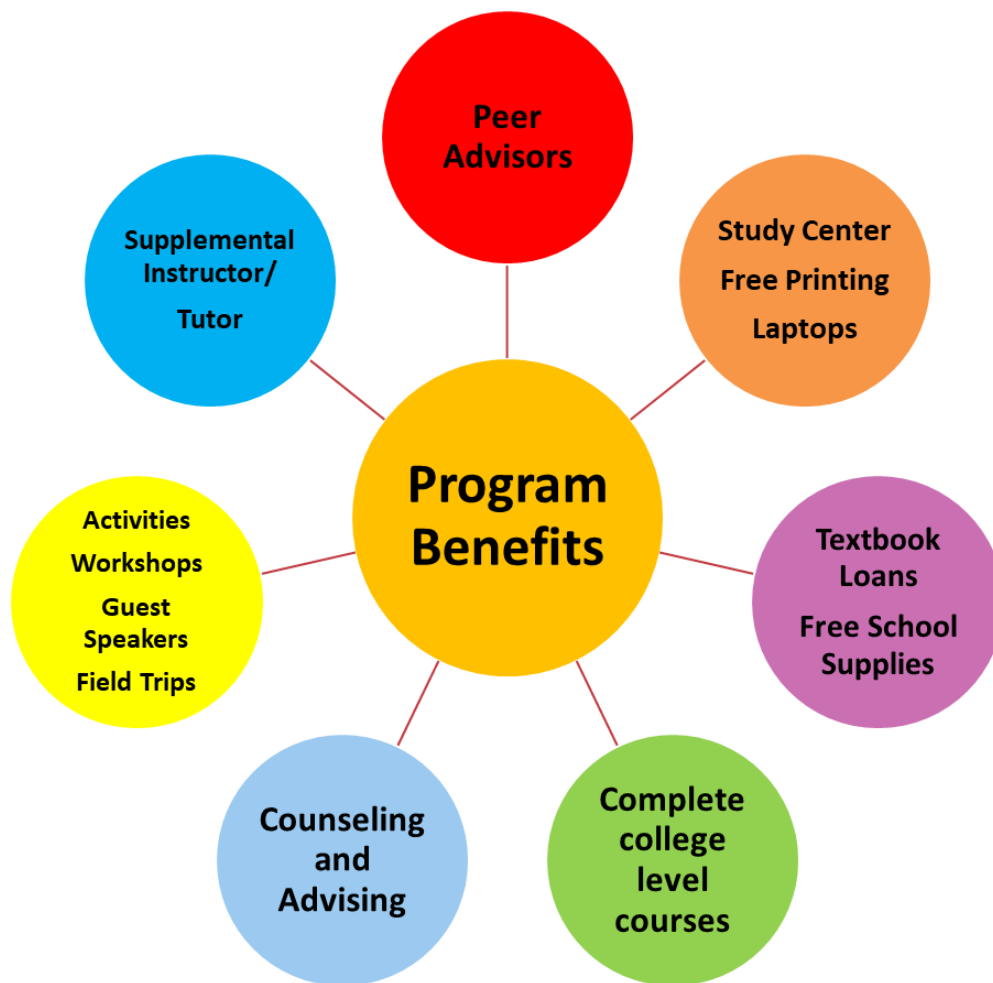 Peer
Advisors
Supplemental
Instructor/
Tutor
Study Center
Free Printing
Laptops
Program
Benefits
Activities
Workshops
Guest
Speakers
Field Trips
Textbook
Loans
Free School
Supplies
Counseling
and
Advising
Complete
college
level
courses